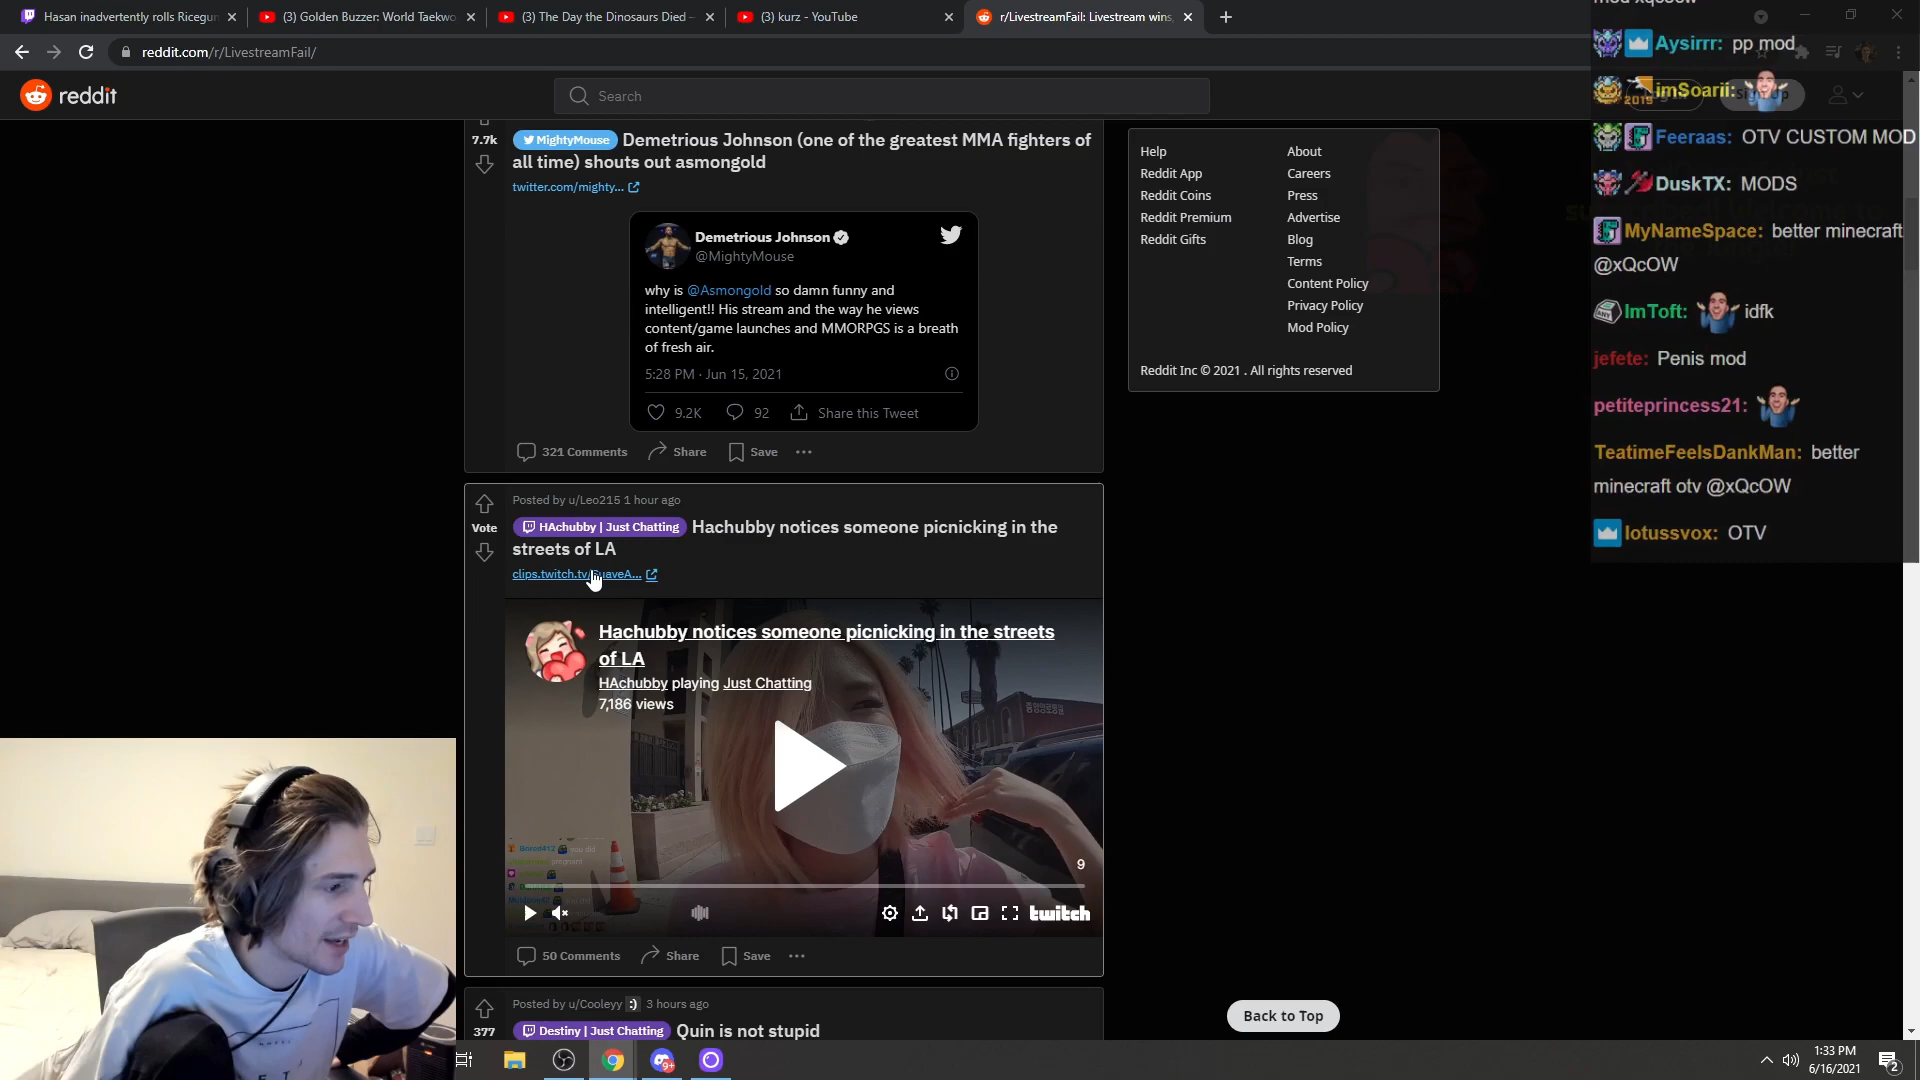 Hasan inadvertently rolls Ricegu
(3) Golden Buzzer: World Taekwo
(3) The Day the Dinosaurs Died –
(3) kurz - YouTube
r/LivestreamFail: Livestream wins,
reddit.com/r/LivestreamFail/
reddit
Search
7.7k
MightyMouse Demetrious Johnson (one of the greatest MMA fighters of
all time) shouts out asmongold
twitter.com/mighty...
Demetrious Johnson
@MightyMouse
why is @Asmongold so damn funny and
intelligent!! His stream and the way he views
content/game launches and MMORPGS is a breath
of fresh air.
5:28 PM · Jun 15, 2021
9.2K 92 Share this Tweet
321 Comments Share Save
Help
Reddit App
Reddit Coins
Reddit Premium
Reddit Gifts
About
Careers
Press
Advertise
Blog
Terms
Content Policy
Privacy Policy
Mod Policy
Reddit Inc © 2021 . All rights reserved
Aysirrr: pp mod
2019 imSoarii:
Feeraas: OTV CUSTOM MOD
DuskTX: MODS
MyNameSpace: better minecraft
@xQcOW
ImToft: idfk
jefete: Penis mod
petiteprincess21:
TeatimeFeelsDankMan: better
minecraft otv @xQcOW
lotussvox: OTV
Posted by u/Leo215 1 hour ago
Vote
HAchubby | Just Chatting Hachubby notices someone picnicking in the
streets of LA
clips.twitch.tv/SuaveA...
Hachubby notices someone picnicking in the streets
of LA
HAchubby playing Just Chatting
7,186 views
9
twitch
50 Comments Share Save
Posted by u/Cooleyy :) 3 hours ago
377
Destiny | Just Chatting Quin is not stupid
Back to Top
9+
1:33 PM
6/16/2021
2